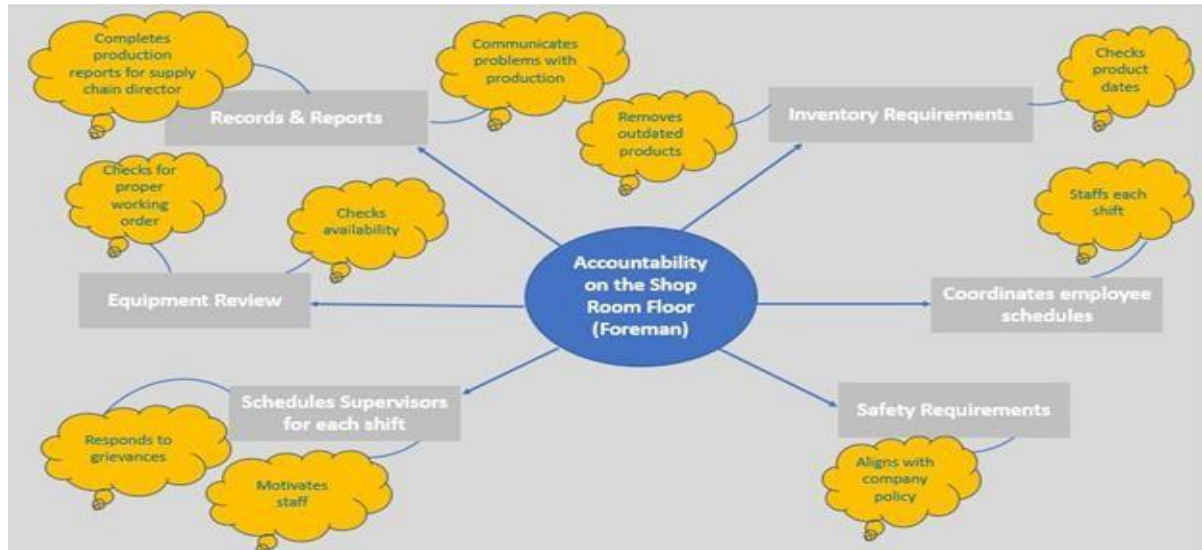 Completes
production
reports for supply
chain director
Records & Reports
Communicates
problems with
production
Removes
outdated
products
Inventory Requirements
Checks
product
dates
Checks for
proper
working
order
Checks
availability
Equipment Review
Accountability
on the Shop
Room Floor
(Foreman)
Staffs each
shift
Coordinates employee
schedules
Schedules Supervisors
for each shift
Responds to
grievances
Motivates
staff
Safety Requirements
Aligns with
company
policy